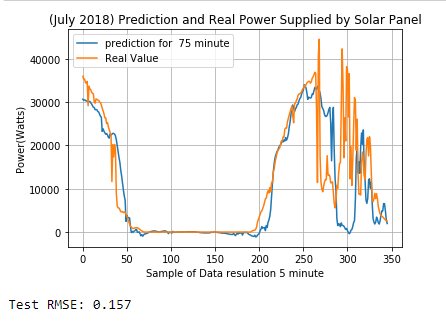 (July 2018) Prediction and Real Power Supplied by Solar Panel
prediction for 75 minute
Real Value
Power(Watts)
40000
30000
20000
10000
0
0 50 100 150 200 250 300 350
Sample of Data resulation 5 minute
Test RMSE: 0.157